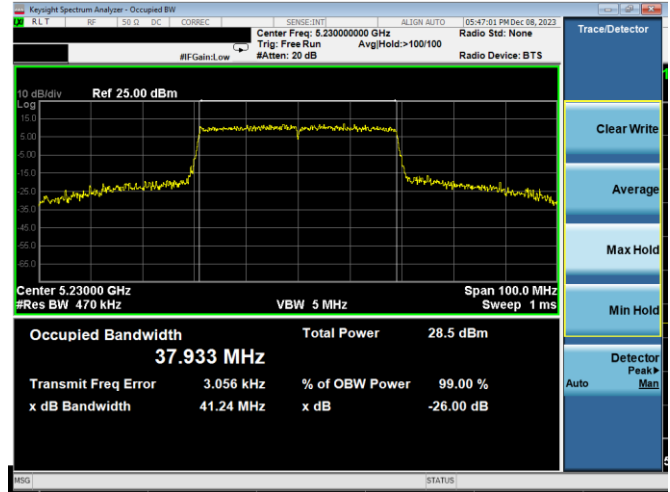 Keysight Spectrum Analyzer - Occupied BW
LXI RLT RF 50 Ω DC CORREC SENSE:INT ALIGN AUTO 05:47:01 PM Dec 08, 2023
Center Freq: 5.230000000 GHz Radio Std: None
Trig: Free Run Avg|Hold:>100/100
#IFGain:Low #Atten: 20 dB Radio Device: BTS
Trace/Detector
10 dB/div Ref 25.00 dBm
Log
15.0
5.00
-5.00
-15.0
-25.0
-35.0
-45.0
-55.0
-65.0
Center 5.23000 GHz Span 100.0 MHz
#Res BW 470 kHz VBW 5 MHz Sweep 1 ms
Occupied Bandwidth Total Power 28.5 dBm
37.933 MHz
Transmit Freq Error 3.056 kHz % of OBW Power 99.00 %
x dB Bandwidth 41.24 MHz x dB -26.00 dB
Clear Write
Average
Max Hold
Min Hold
Detector
Peak▶
Auto Man
MSG STATUS